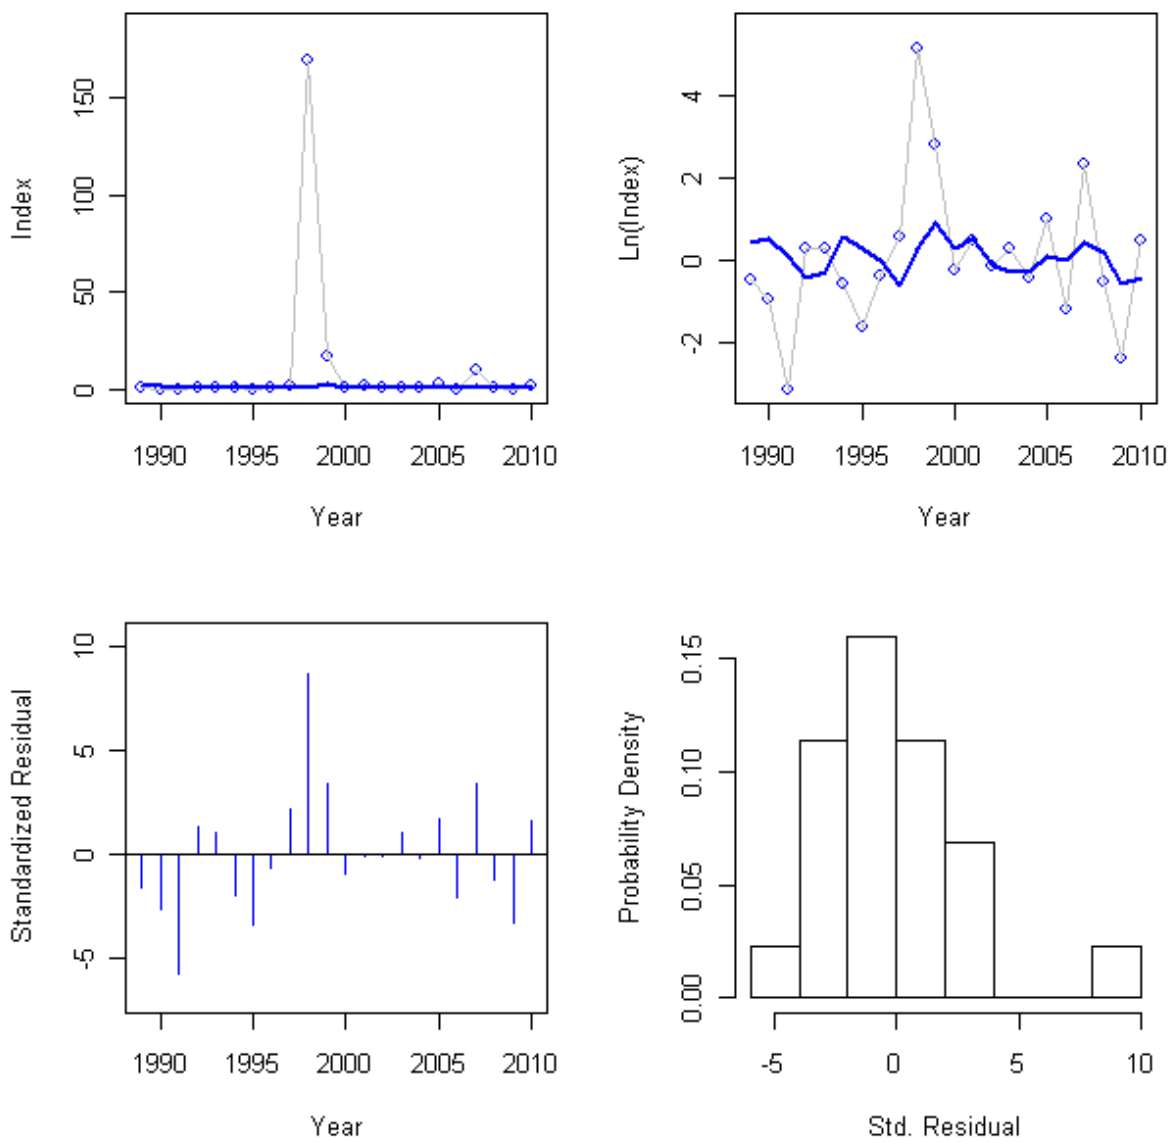 Index
150
100
50
0
1990 1995 2000 2005 2010
Year
Ln(Index)
4
2
0
-2
1990 1995 2000 2005 2010
Year
Standardized Residual
10
5
0
-5
1990 1995 2000 2005 2010
Year
Probability Density
0.15
0.10
0.05
0.00
-5 0 5 10
Std. Residual